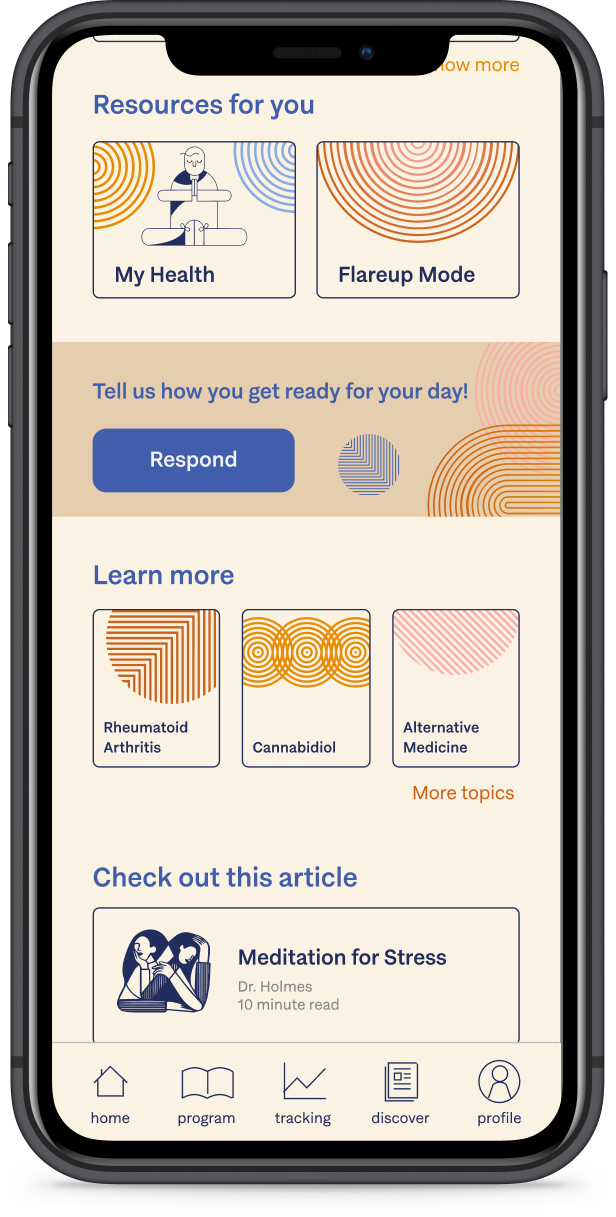 more
Resources for you
My Health
Flareup Mode
Tell us how you get ready for your day!
Respond
Learn more
Rheumatoid
Arthritis
Cannabidiol
Alternative
Medicine
More topics
Check out this article
Meditation for Stress
Dr. Holmes
10 minute read
home
program
tracking
discover
profile